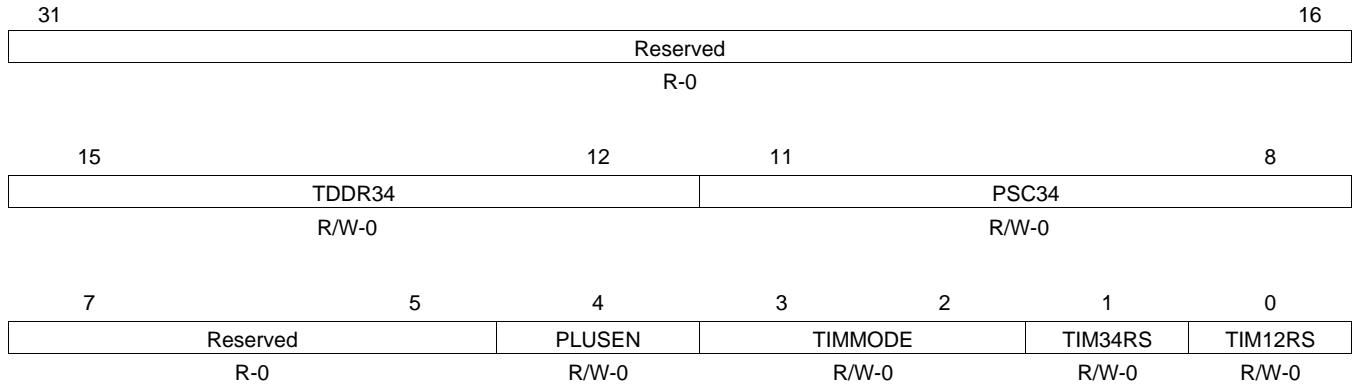 31 16
Reserved
R-0
15 12 11 8
TDDR34 PSC34
R/W-0 R/W-0
7 5 4 3 2 1 0
Reserved PLUSEN TIMMODE TIM34RS TIM12RS
R-0 R/W-0 R/W-0 R/W-0 R/W-0